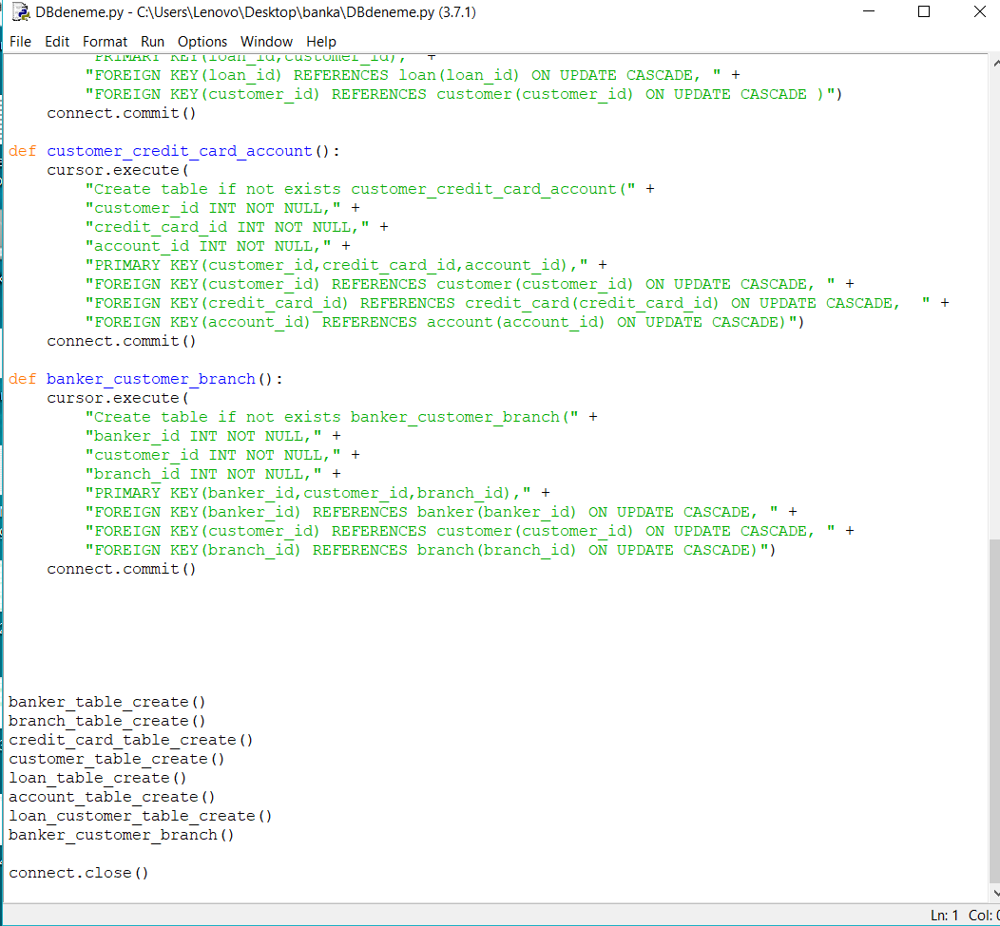 DBdeneme.py - C:\Users\Lenovo\Desktop\banka\DBdeneme.py (3.7.1)
File Edit Format Run Options Window Help
"PRIMARY KEY(loan_id,customer_id), " +
"FOREIGN KEY(loan_id) REFERENCES loan(loan_id) ON UPDATE CASCADE, " +
"FOREIGN KEY(customer_id) REFERENCES customer(customer_id) ON UPDATE CASCADE )")
connect.commit()
def customer_credit_card_account():
cursor.execute(
"Create table if not exists customer_credit_card_account(" +
"customer_id INT NOT NULL," +
"credit_card_id INT NOT NULL," +
"account_id INT NOT NULL," +
"PRIMARY KEY(customer_id,credit_card_id,account_id)," +
"FOREIGN KEY(customer_id) REFERENCES customer(customer_id) ON UPDATE CASCADE, " +
"FOREIGN KEY(credit_card_id) REFERENCES credit_card(credit_card_id) ON UPDATE CASCADE,  " +
"FOREIGN KEY(account_id) REFERENCES account(account_id) ON UPDATE CASCADE)")
connect.commit()
def banker_customer_branch():
cursor.execute(
"Create table if not exists banker_customer_branch(" +
"banker_id INT NOT NULL," +
"customer_id INT NOT NULL," +
"branch_id INT NOT NULL," +
"PRIMARY KEY(banker_id,customer_id,branch_id)," +
"FOREIGN KEY(banker_id) REFERENCES banker(banker_id) ON UPDATE CASCADE, " +
"FOREIGN KEY(customer_id) REFERENCES customer(customer_id) ON UPDATE CASCADE, " +
"FOREIGN KEY(branch_id) REFERENCES branch(branch_id) ON UPDATE CASCADE)")
connect.commit()
banker_table_create()
branch_table_create()
credit_card_table_create()
customer_table_create()
loan_table_create()
account_table_create()
loan_customer_table_create()
banker_customer_branch()
connect.close()
Ln: 1 Col: 0